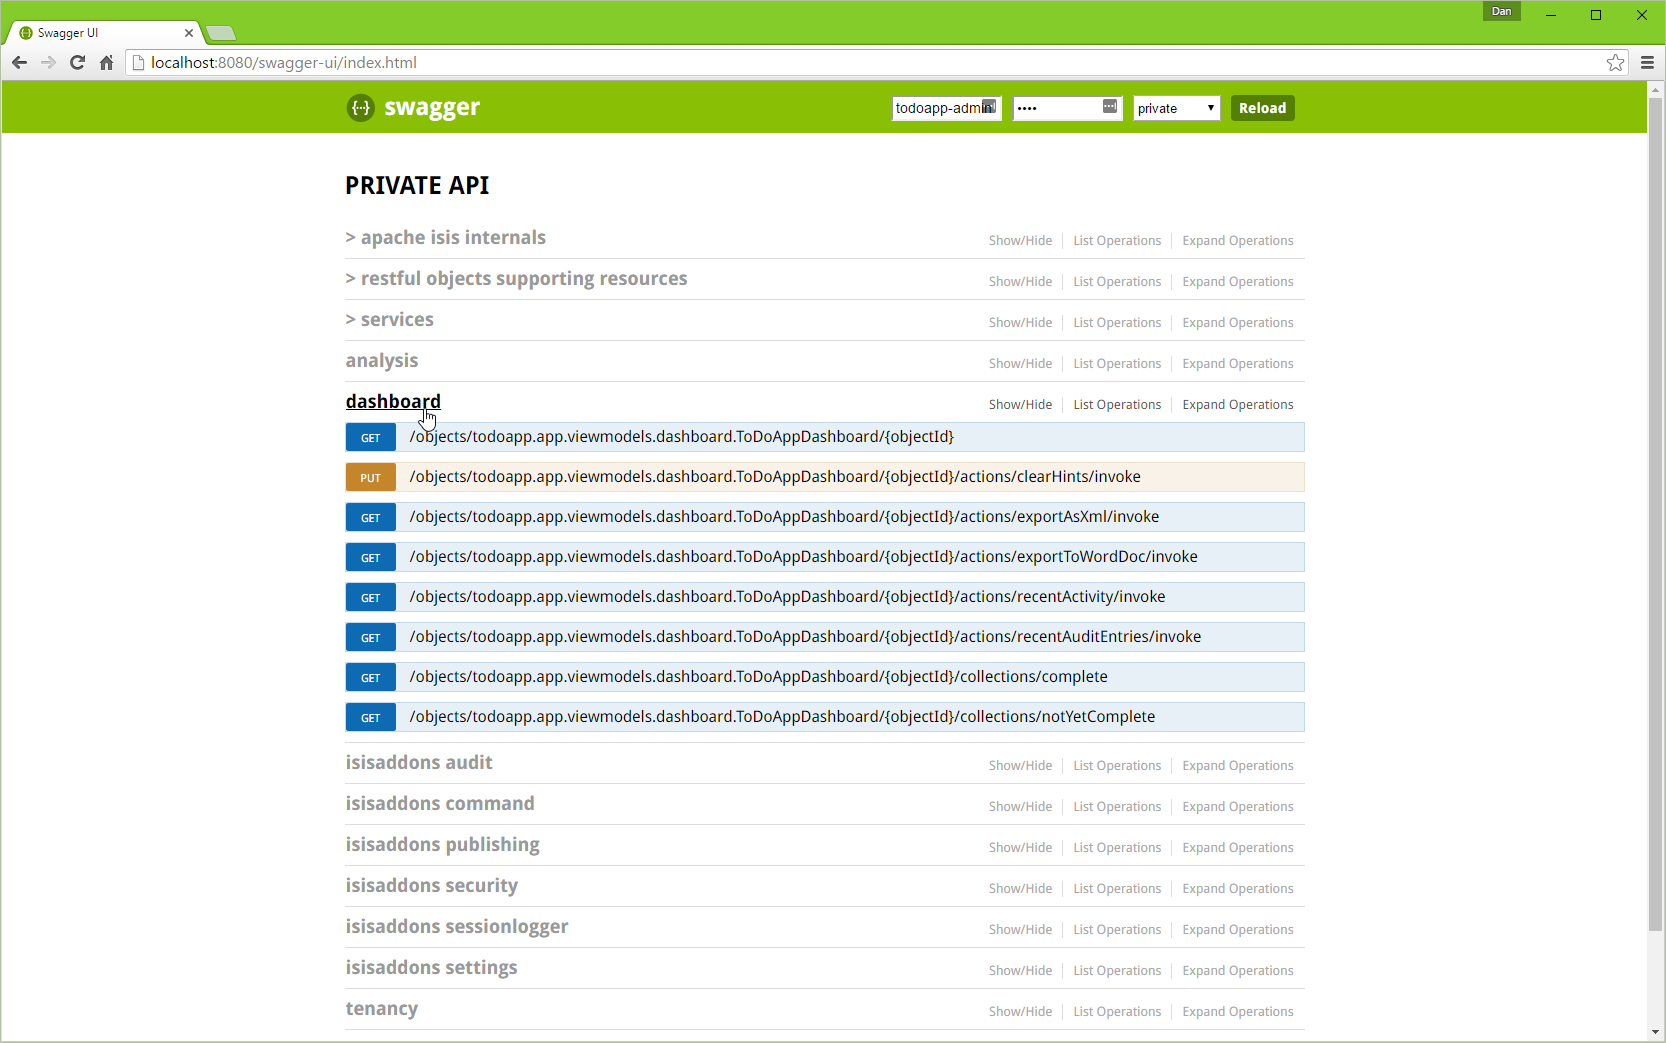 Dan
Swagger UI
localhost:8080/swagger-ui/index.html
swagger
todoapp-admin
••••
private
Reload
PRIVATE API
> apache isis internals Show/Hide List Operations Expand Operations
> restful objects supporting resources Show/Hide List Operations Expand Operations
> services Show/Hide List Operations Expand Operations
analysis Show/Hide List Operations Expand Operations
dashboard Show/Hide List Operations Expand Operations
GET /objects/todoapp.app.viewmodels.dashboard.ToDoAppDashboard/{objectId}
PUT /objects/todoapp.app.viewmodels.dashboard.ToDoAppDashboard/{objectId}/actions/clearHints/invoke
GET /objects/todoapp.app.viewmodels.dashboard.ToDoAppDashboard/{objectId}/actions/exportAsXml/invoke
GET /objects/todoapp.app.viewmodels.dashboard.ToDoAppDashboard/{objectId}/actions/exportToWordDoc/invoke
GET /objects/todoapp.app.viewmodels.dashboard.ToDoAppDashboard/{objectId}/actions/recentActivity/invoke
GET /objects/todoapp.app.viewmodels.dashboard.ToDoAppDashboard/{objectId}/actions/recentAuditEntries/invoke
GET /objects/todoapp.app.viewmodels.dashboard.ToDoAppDashboard/{objectId}/collections/complete
GET /objects/todoapp.app.viewmodels.dashboard.ToDoAppDashboard/{objectId}/collections/notYetComplete
isisaddons audit Show/Hide List Operations Expand Operations
isisaddons command Show/Hide List Operations Expand Operations
isisaddons publishing Show/Hide List Operations Expand Operations
isisaddons security Show/Hide List Operations Expand Operations
isisaddons sessionlogger Show/Hide List Operations Expand Operations
isisaddons settings Show/Hide List Operations Expand Operations
tenancy Show/Hide List Operations Expand Operations